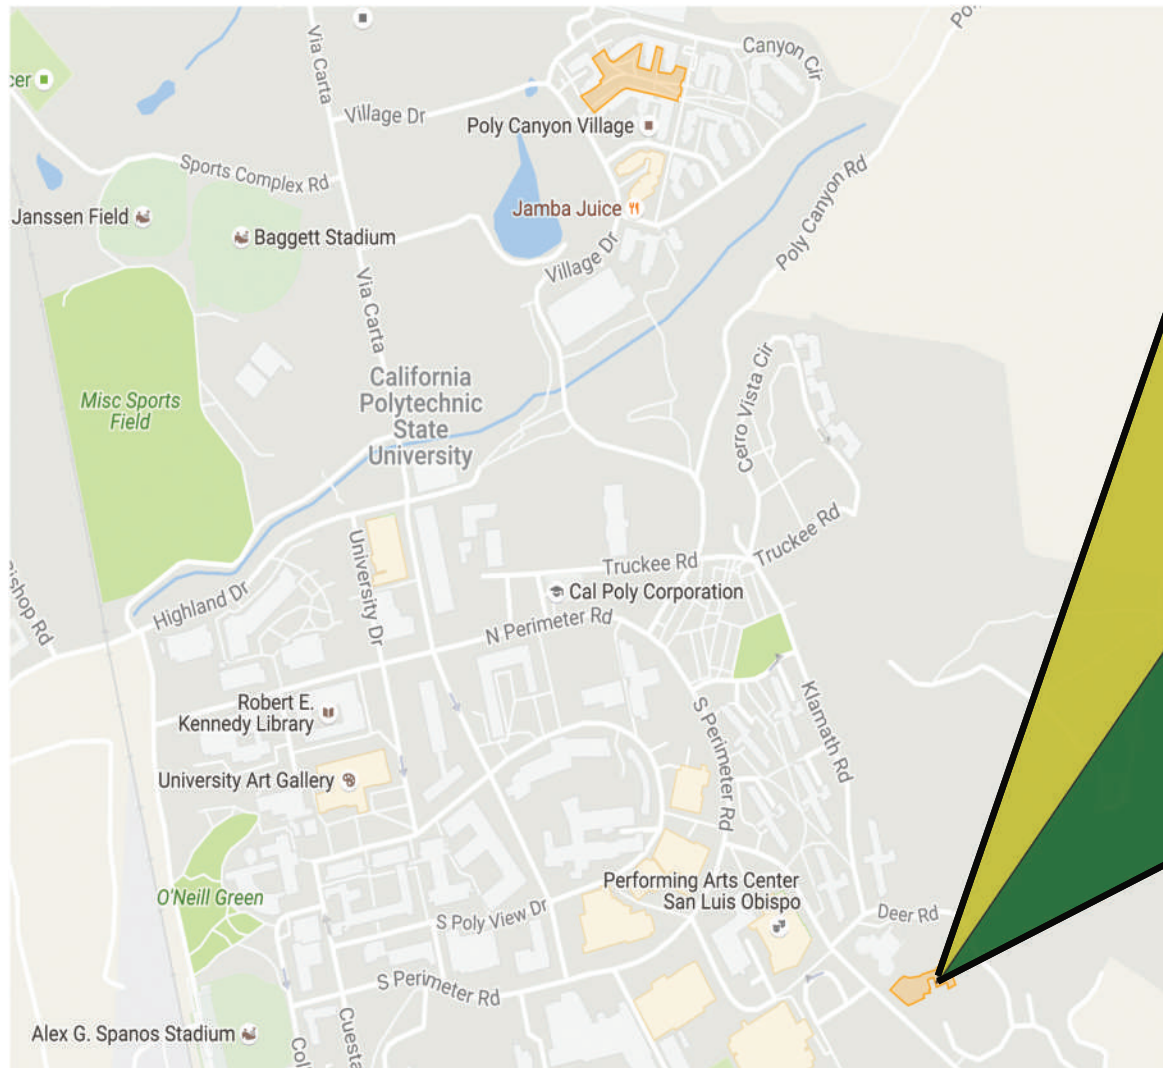 Via Carta
Canyon Cir
cer
Village Dr
Poly Canyon Village
Sports Complex Rd
Poly Canyon Rd
Janssen Field
Jamba Juice
Baggett Stadium
Village Dr
Via Carta
California
Polytechnic
State
University
Misc Sports
Field
Cerro Vista Cir
Truckee Rd
University Dr
Truckee Rd
Cal Poly Corporation
Highland Dr
N Perimeter Rd
Robert E.
Kennedy Library
S Perimeter Rd
Klamath Rd
University Art Gallery
Performing Arts Center
San Luis Obispo
O'Neill Green
S Poly View Dr
Deer Rd
S Perimeter Rd
Alex G. Spanos Stadium
Cuesta